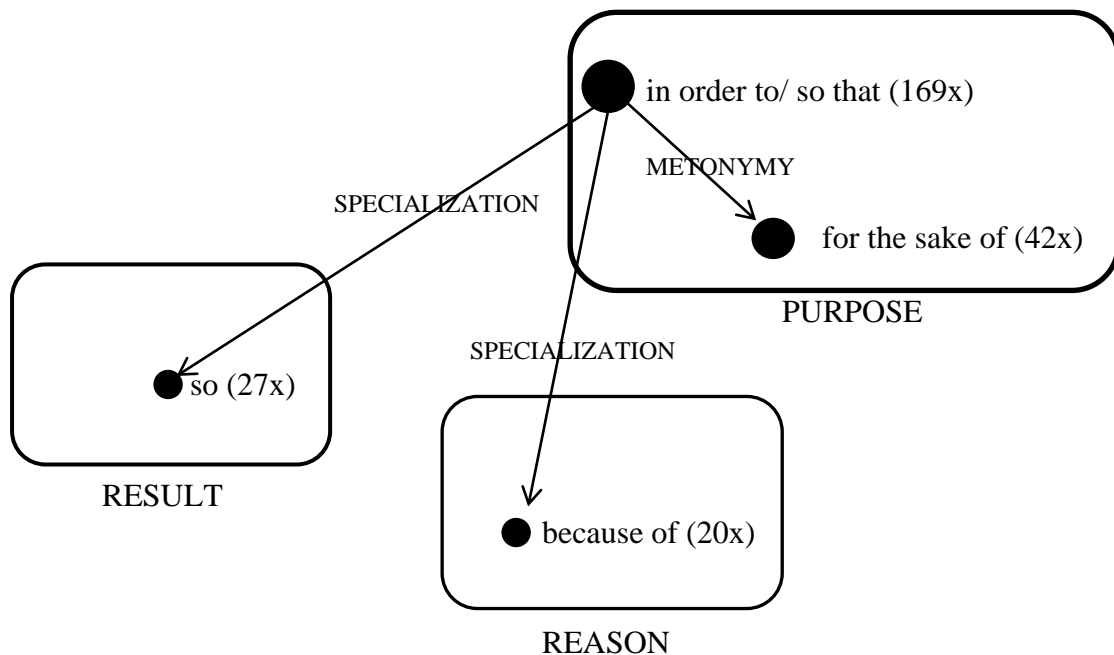 in order to/ so that (169x)
METONYMY
SPECIALIZATION
for the sake of (42x)
PURPOSE
SPECIALIZATION
so (27x)
RESULT
because of (20x)
REASON